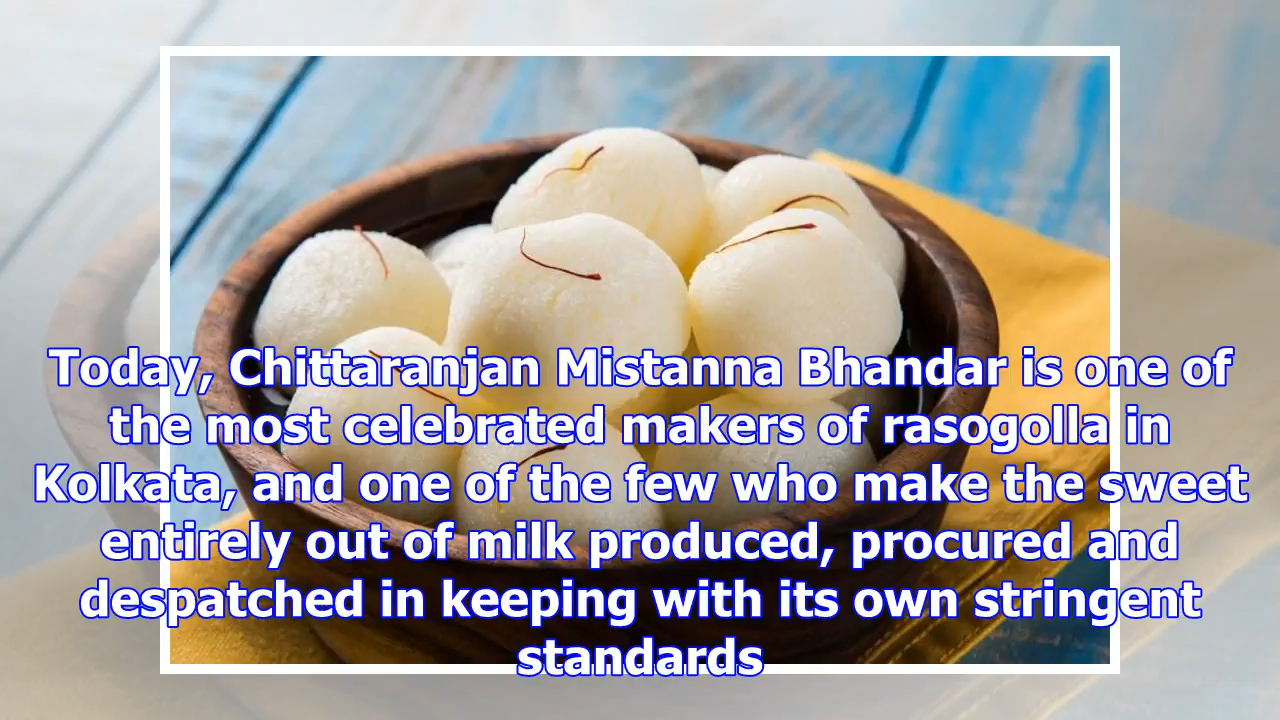 Today, Chittaranjan Mistanna Bhandar is one of
the most celebrated makers of rasogolla in
Kolkata, and one of the few who make the sweet
entirely out of milk produced, procured and
despatched in keeping with its own stringent
standards